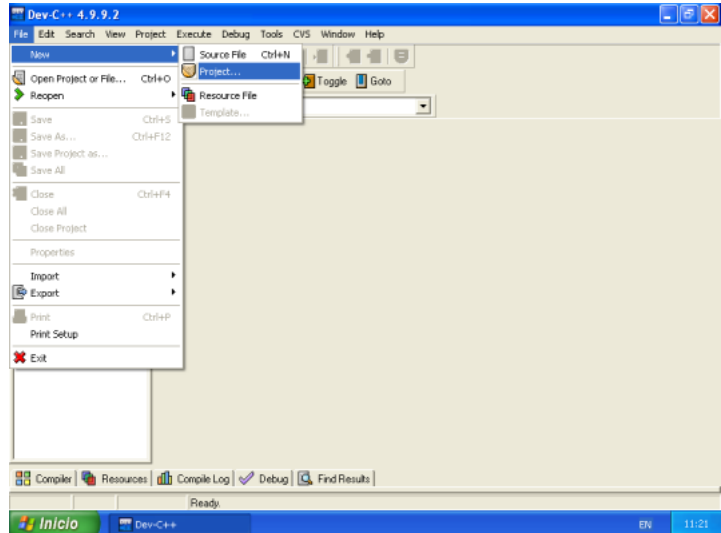 Dev-C++ 4.9.9.2
File Edit Search View Project Execute Debug Tools CVS Window Help
New
Source File Ctrl+N
Project...
Resource File
Template...
Toggle Goto
Open Project or File... Ctrl+O
Reopen
Save Ctrl+S
Save As... Ctrl+F12
Save Project as...
Save All
Close Ctrl+F4
Close All
Close Project
Properties
Import
Export
Print Ctrl+P
Print Setup
Exit
Compiler Resources Compile Log Debug Find Results
Ready.
Inicio Dev-C++ EN 11:21